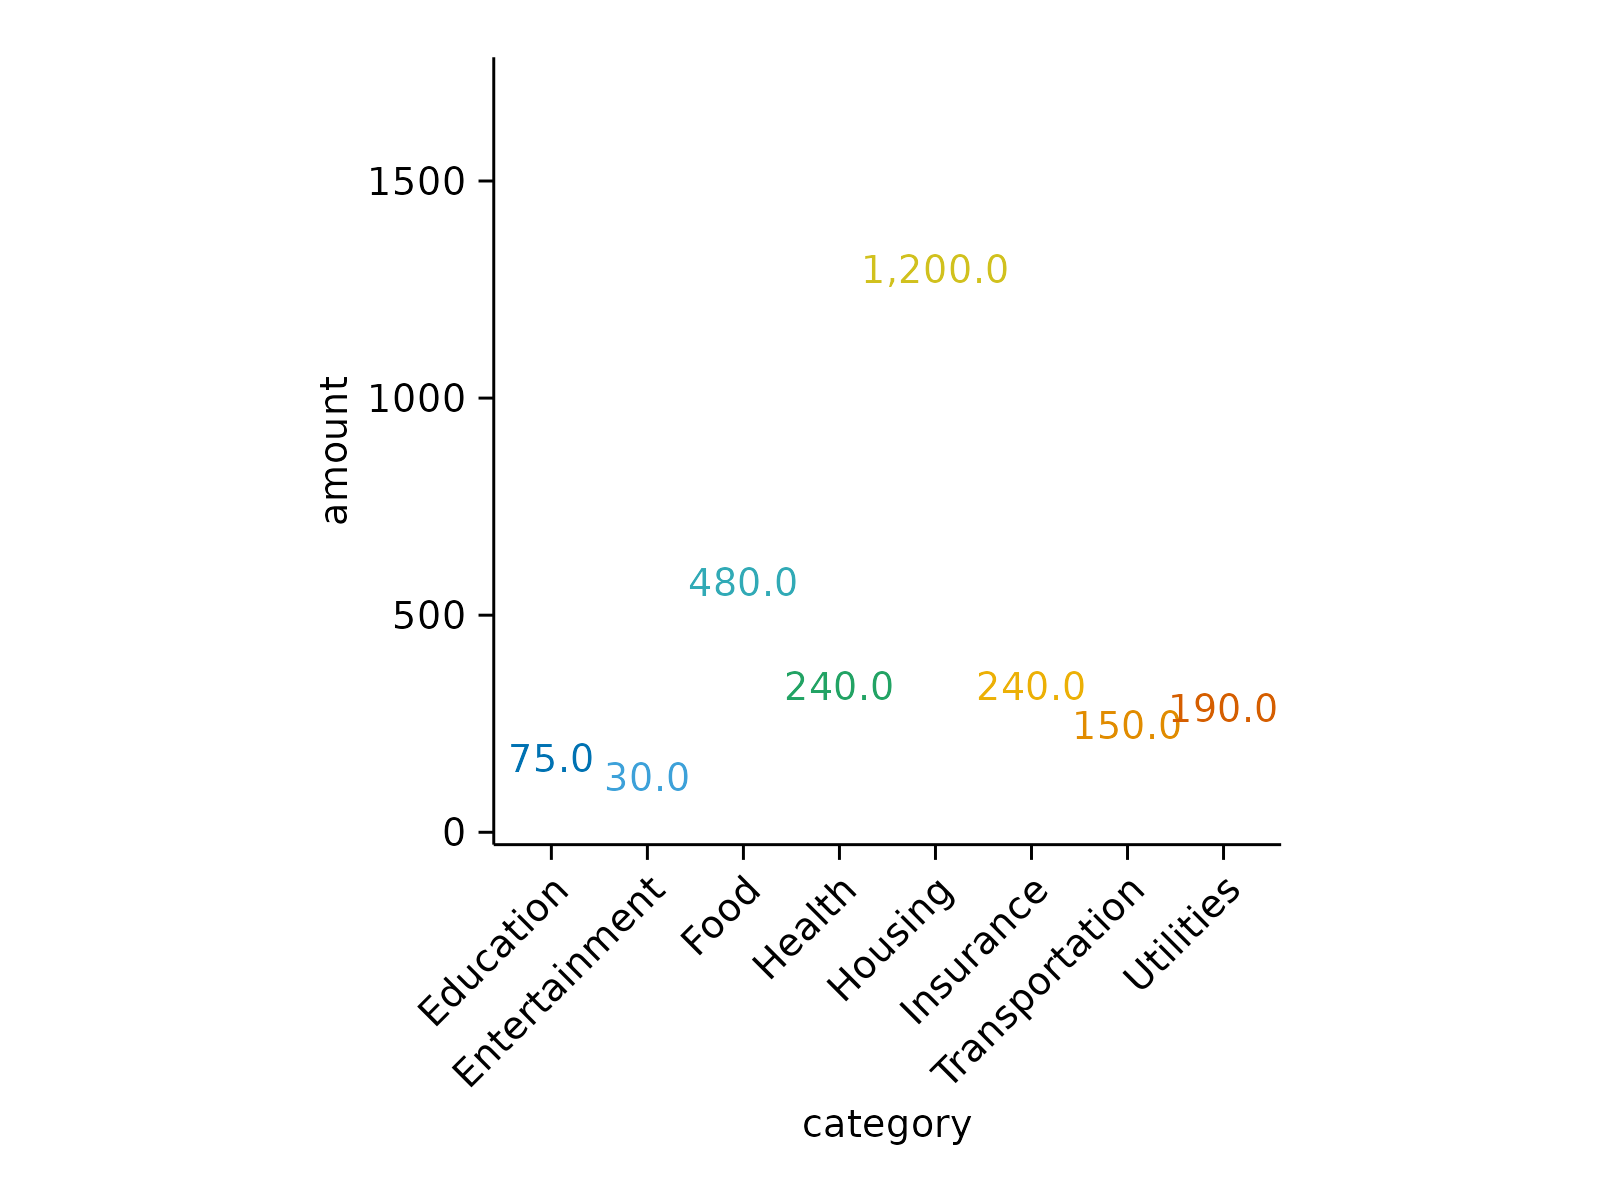 1500
1,200.0
1000
amount
480.0
500
240.0
240.0
190.0
150.0
75.0
30.0
0
Education
Entertainment
Food
Health
Housing
Insurance
Transportation
Utilities
category